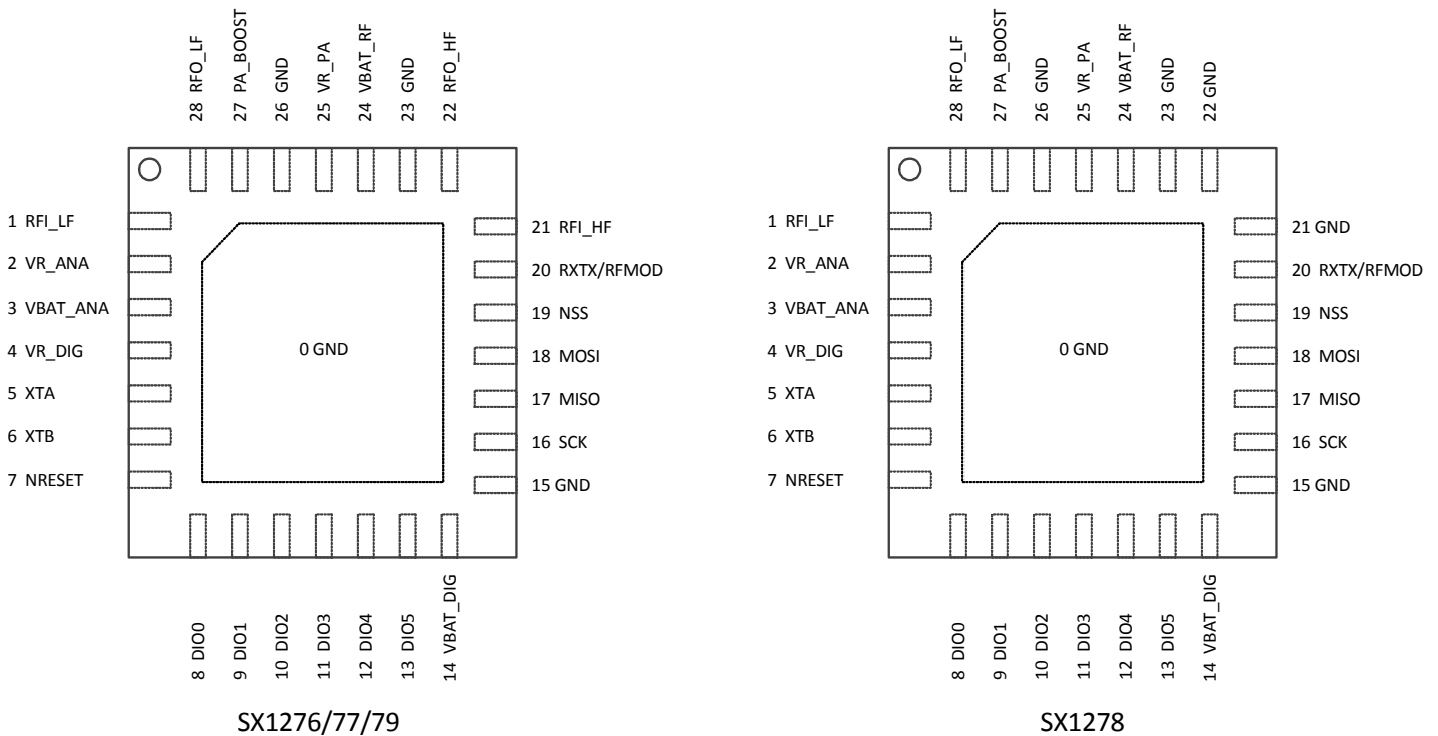 28 RFO_LF
27 PA_BOOST
26 GND
25 VR_PA
24 VBAT_RF
23 GND
22 RFO_HF
1 RFI_LF
2 VR_ANA
3 VBAT_ANA
4 VR_DIG
5 XTA
6 XTB
7 NRESET
0 GND
21 RFI_HF
20 RXTX/RFMOD
19 NSS
18 MOSI
17 MISO
16 SCK
15 GND
8 DIO0
9 DIO1
10 DIO2
11 DIO3
12 DIO4
13 DIO5
14 VBAT_DIG
SX1276/77/79
28 RFO_LF
27 PA_BOOST
26 GND
25 VR_PA
24 VBAT_RF
23 GND
22 GND
1 RFI_LF
2 VR_ANA
3 VBAT_ANA
4 VR_DIG
5 XTA
6 XTB
7 NRESET
0 GND
21 GND
20 RXTX/RFMOD
19 NSS
18 MOSI
17 MISO
16 SCK
15 GND
8 DIO0
9 DIO1
10 DIO2
11 DIO3
12 DIO4
13 DIO5
14 VBAT_DIG
SX1278